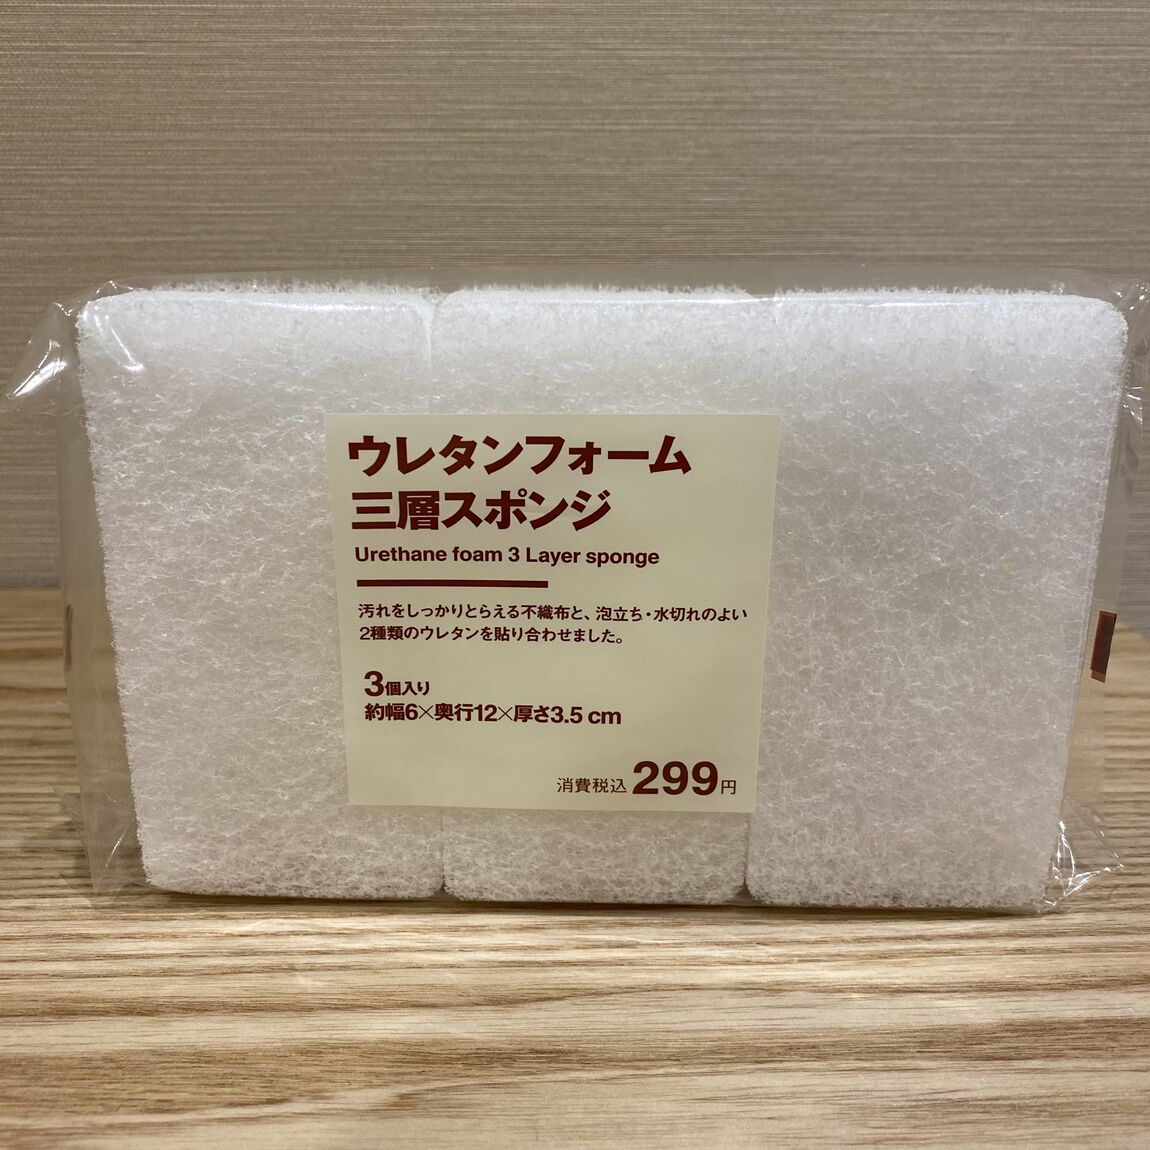 ウレタンフォーム
三層スポンジ
Urethane foam 3 Layer sponge
汚れをしっかりとらえる不織布と、泡立ち・水切れのよい
2種類のウレタンを貼り合わせました。
3個入り
約幅6×奥行12×厚さ3.5 cm
消費税込299円